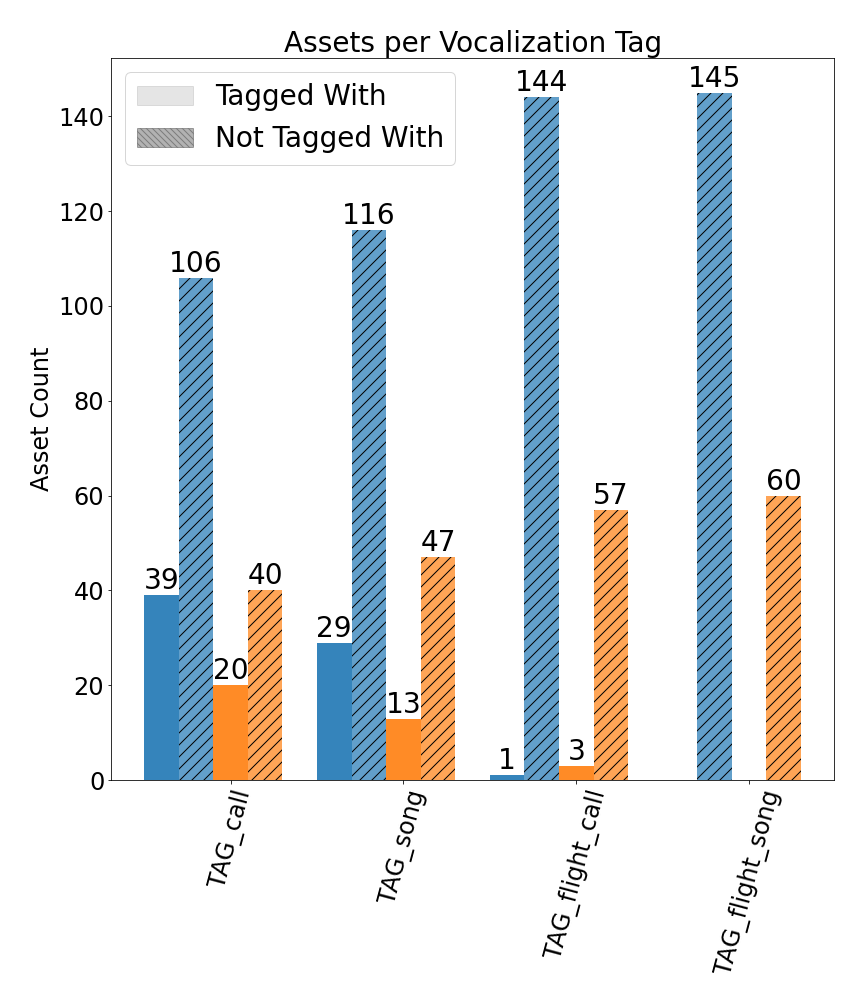 Assets per Vocalization Tag
Tagged With
Not Tagged With
Asset Count
140
120
100
80
60
40
20
0
39
106
20
40
29
116
13
47
1
144
3
57
145
60
TAG_call
TAG_song
TAG_flight_call
TAG_flight_song